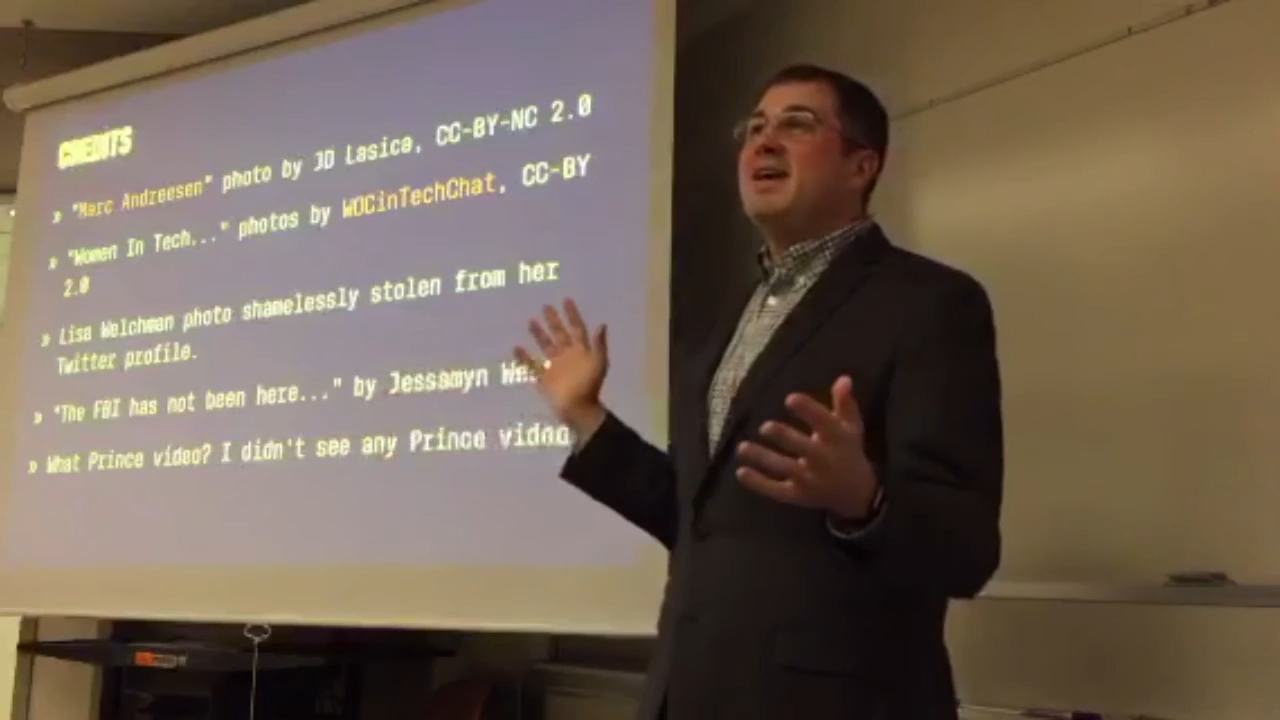 CREDITS
» "Marc Andreesen" photo by JD Lasica, CC-BY-NC 2.0
» "Women In Tech..." photos by WOCinTechChat, CC-BY
2.0
» Lisa Welchman photo shamelessly stolen from her
Twitter profile.
» "The FBI has not been here..." by Jessamyn
» What Prince video? I didn't see any Prince video